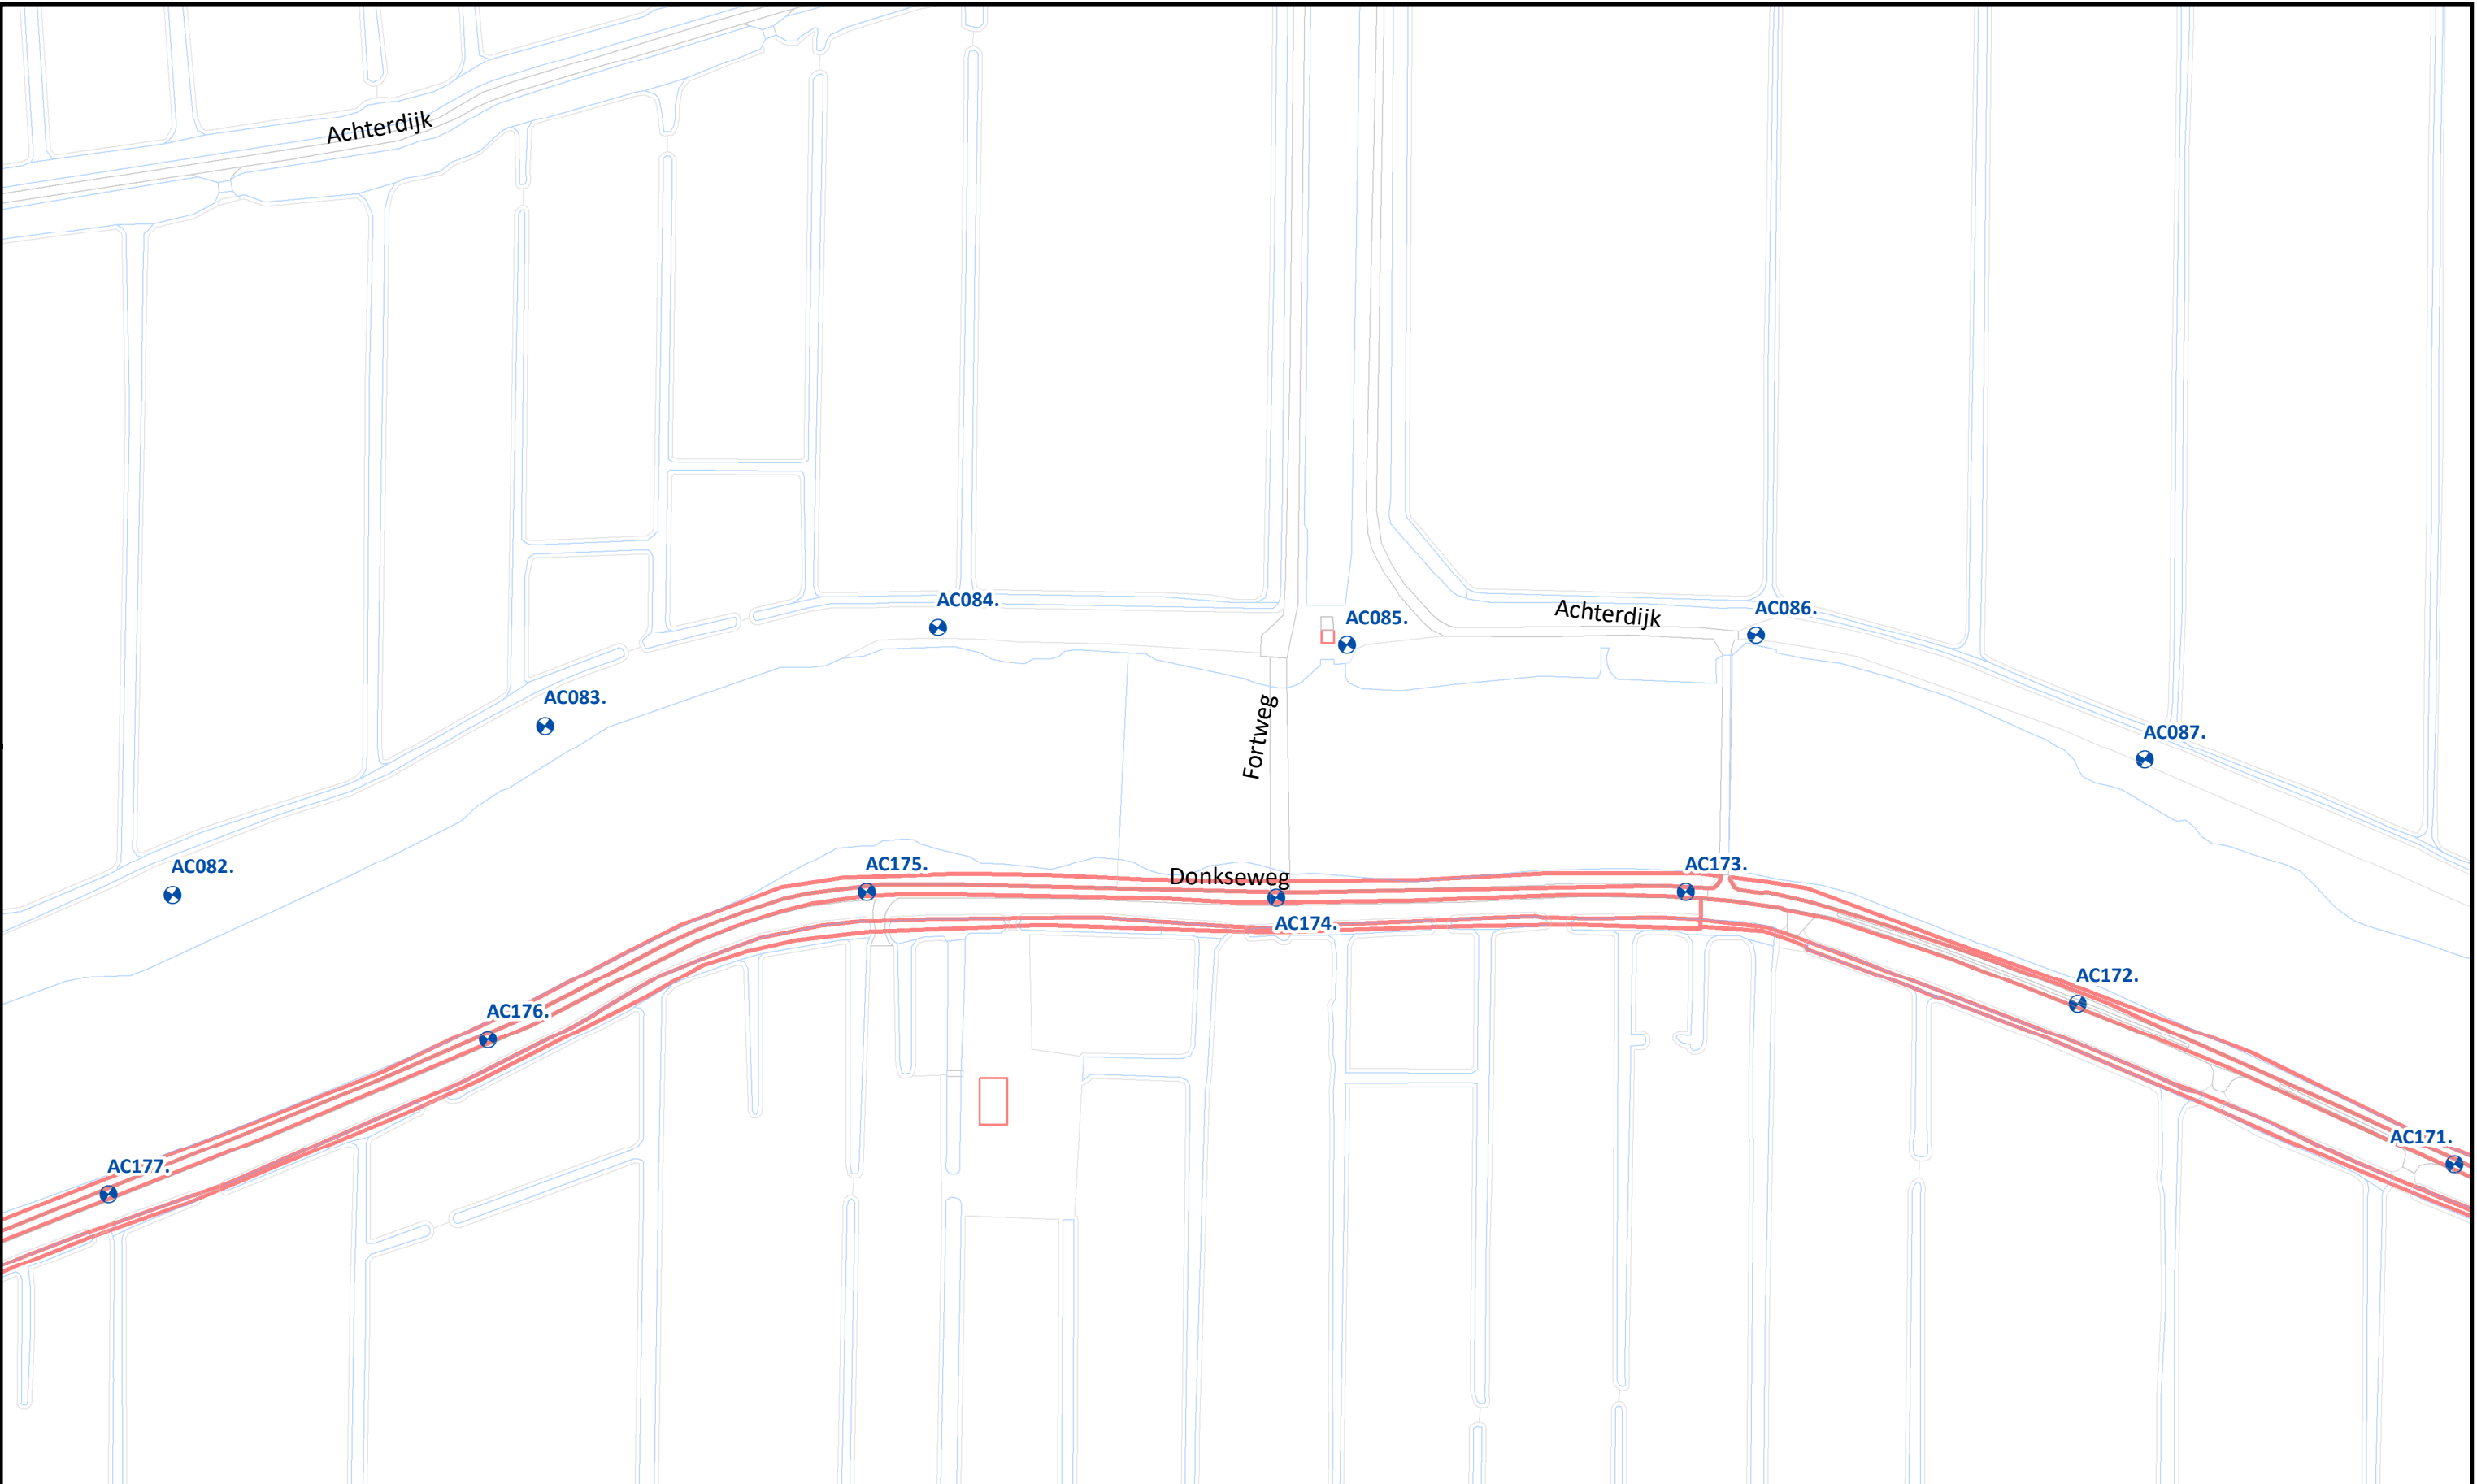 Achterdijk
AC084.
AC085.
Achterdijk
AC086.
AC083.
Fortweg
AC087.
AC082.
AC175.
Donkseweg
AC173.
AC174.
AC172.
AC176.
AC171.
AC177.